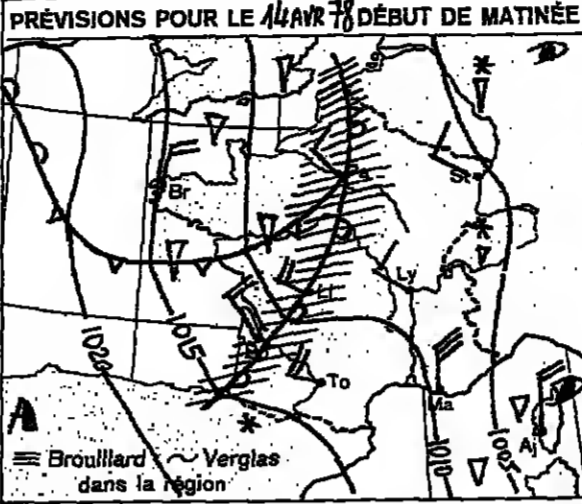 PRÉVISIONS POUR LE 14 AVR 78 DÉBUT DE MATINÉE
Br
St
Ly
Li
1020
1015
To
Ma
1010
A
Aj
Brouillard Verglas
dans la région